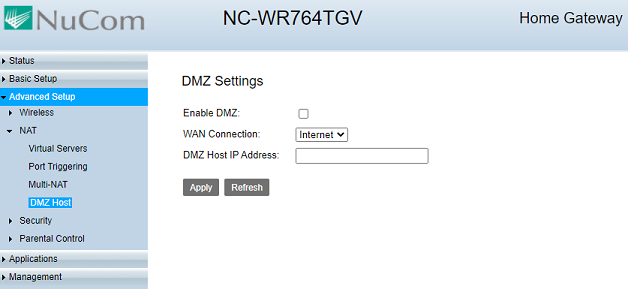 NuCom
NC-WR764TGV
Home Gateway
Status
Basic Setup
Advanced Setup
Wireless
NAT
Virtual Servers
Port Triggering
Multi-NAT
DMZ Host
Security
Parental Control
Applications
Management
DMZ Settings
Enable DMZ:
WAN Connection: Internet
DMZ Host IP Address:
Apply Refresh